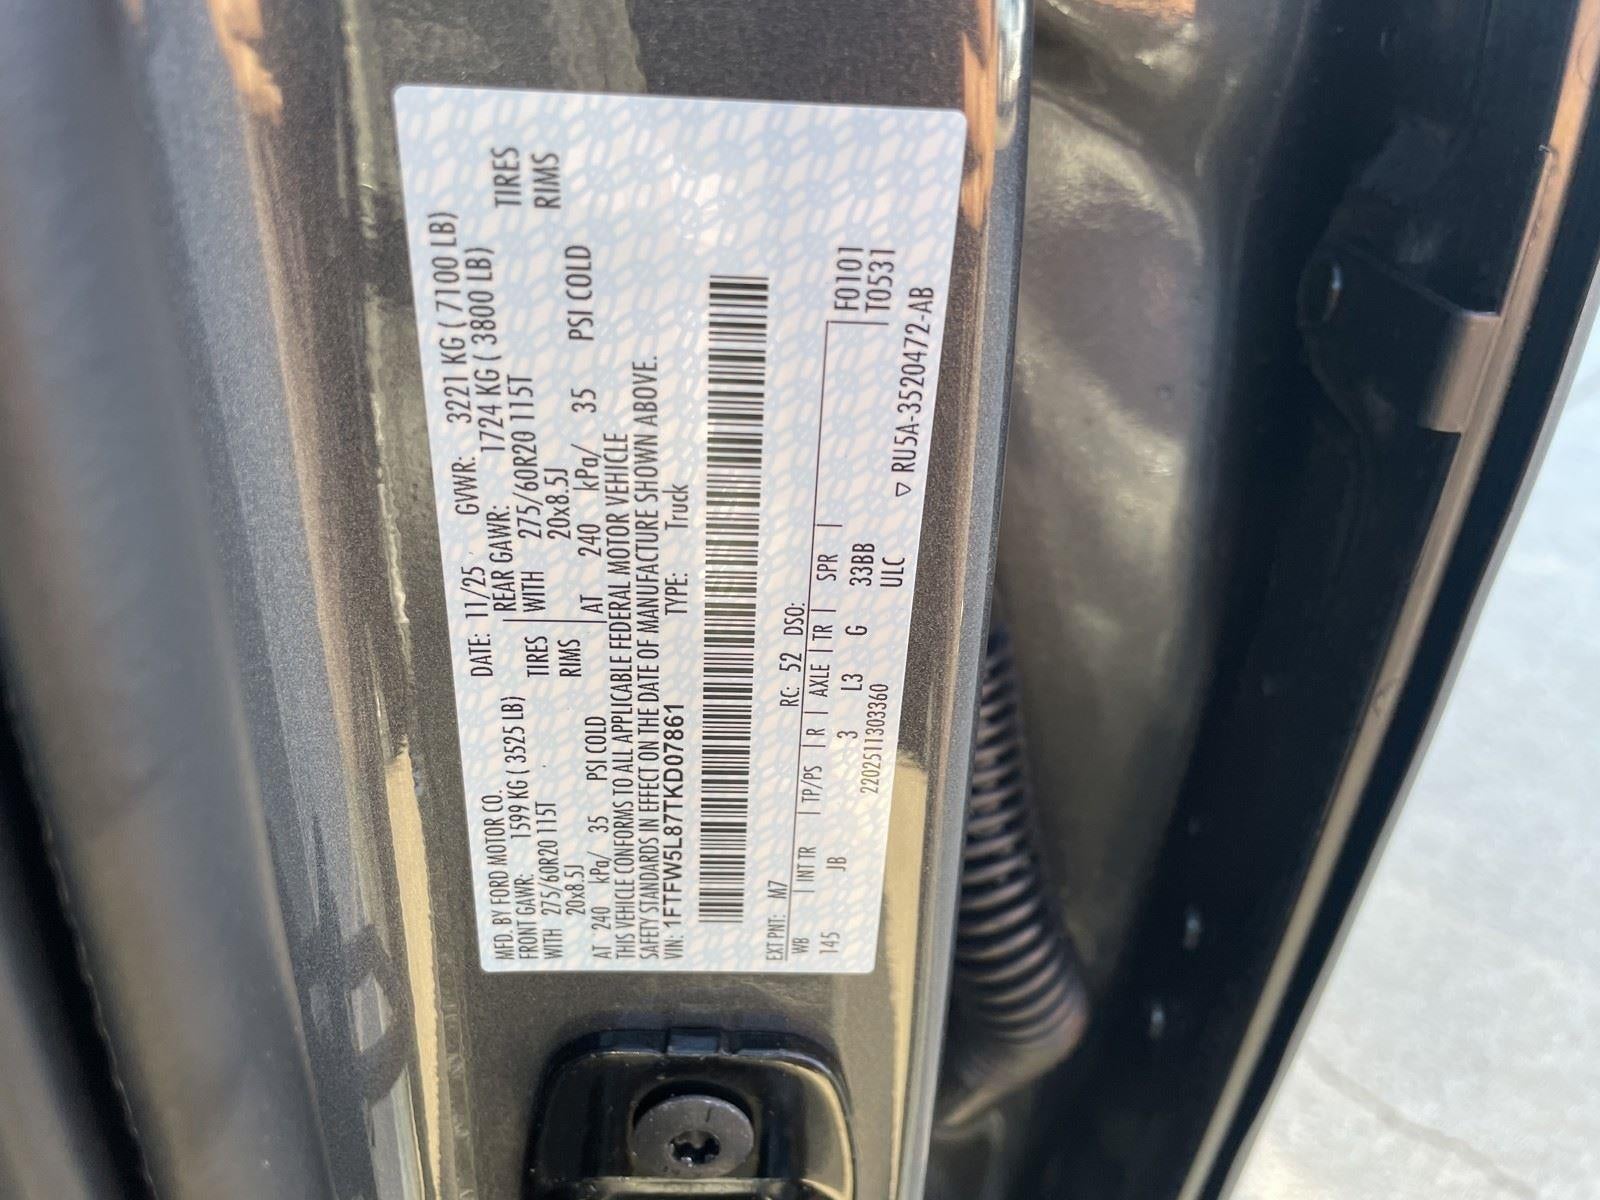 MFD. BY FORD MOTOR CO. DATE: 11/25 GVWR: 3221 KG ( 7100 LB)
FRONT GAWR: 1599 KG ( 3525 LB) REAR GAWR: 1724 KG ( 3800 LB)
WITH 275/60R20 115T TIRES WITH 275/60R20 115T TIRES
20x8.5J RIMS 20x8.5J RIMS
AT 240 kPa/ 35 PSI COLD AT 240 kPa/ 35 PSI COLD
THIS VEHICLE CONFORMS TO ALL APPLICABLE FEDERAL MOTOR VEHICLE
SAFETY STANDARDS IN EFFECT ON THE DATE OF MANUFACTURE SHOWN ABOVE.
VIN: 1FTFW5L87TKD07861 TYPE: Truck
EXT PNT: M7 RC: 52 DSO:
WB INT TR TP/PS R AXLE TR SPR F0101
145 JB 3 L3 G 33BB T0531
2202511303360 ULC
▽ RU5A-3520472-AB